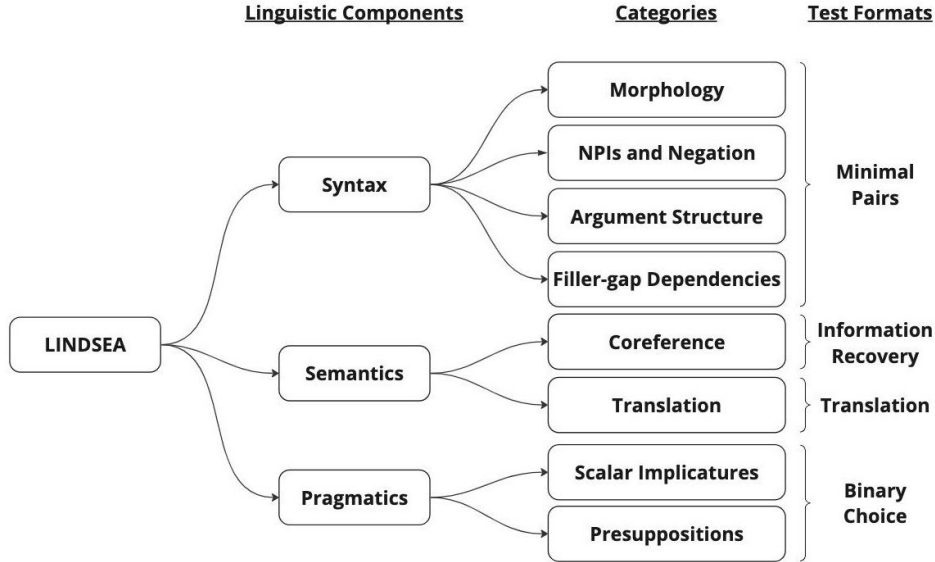 Linguistic Components
Categories
Test Formats
Morphology
NPIs and Negation
Minimal
Pairs
Syntax
Argument Structure
Filler-gap Dependencies
LINDSEA
Coreference
Information
Recovery
Semantics
Translation
Translation
Scalar Implicatures
Pragmatics
Binary
Choice
Presuppositions